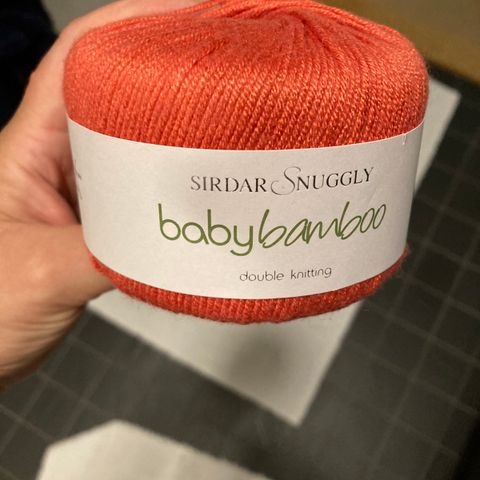 SIRDAR SNUGGLY
babybamboo
double knitting